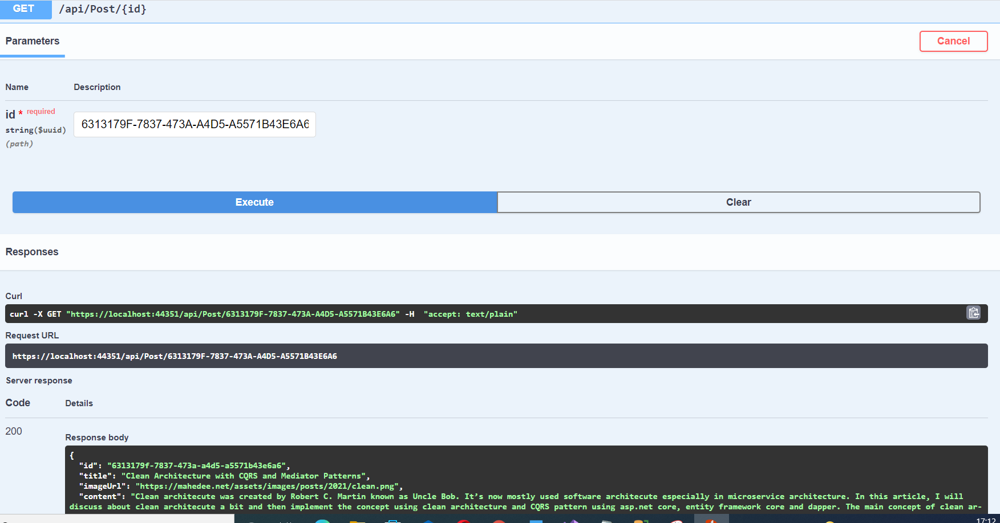 GET /api/Post/{id}
Parameters
Cancel
Name Description
id * required
string($uuid)
(path)
6313179F-7837-473A-A4D5-A5571B43E6A6
Execute Clear
Responses
Curl
curl -X GET "https://localhost:44351/api/Post/6313179F-7837-473A-A4D5-A5571B43E6A6" -H  "accept: text/plain"
Request URL
https://localhost:44351/api/Post/6313179F-7837-473A-A4D5-A5571B43E6A6
Server response
Code Details
200
Response body
{
"id": "6313179f-7837-473a-a4d5-a5571b43e6a6",
"title": "Clean Architecture with CQRS and Mediator Patterns",
"imageUrl": "https://mahedee.net/assets/images/posts/2021/clean.png",
"content": "Clean architecute was created by Robert C. Martin known as Uncle Bob. It’s now mostly used software architecute especially in microservice architecture. In this article, I will
discuss about clean architecute a bit and then implement the concept using clean architecture and CQRS pattern using asp.net core, entity framework core and dapper. The main concept of clean ar-
17:12